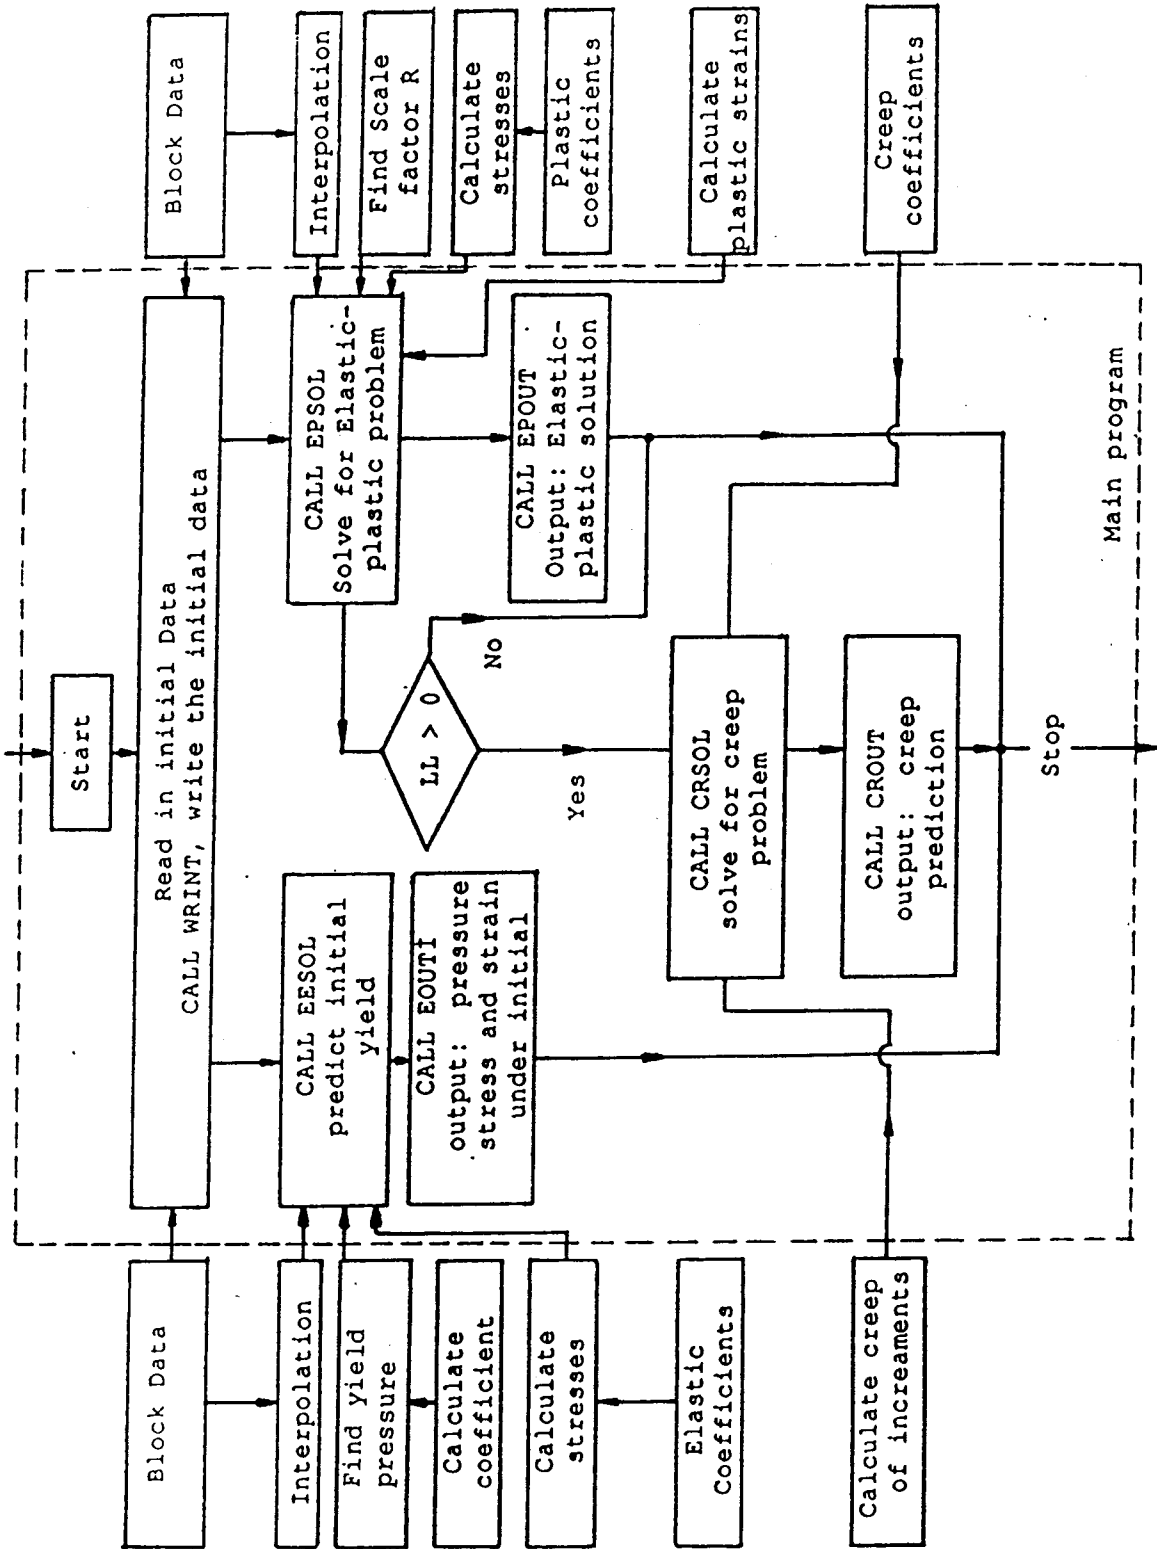 Start
Read in initial Data
CALL WRINT, write the initial data
Block Data
Interpolation
Find yield
pressure
Calculate
coefficient
Calculate
stresses
Elastic
Coefficients
Calculate creep
of increaments
CALL EESOL
predict initial
yield
CALL EOUTI
output: pressure
stress and strain
under initial
LL > 0
No
Yes
CALL EPSOL
Solve for Elastic-
plastic problem
CALL EPOUT
Output: Elastic-
plastic solution
CALL CRSOL
solve for creep
problem
CALL CROUT
output: creep
prediction
Stop
Main program
Block Data
Interpolation
Find Scale
factor R
Calculate
stresses
Plastic
coefficients
Calculate
plastic strains
Creep
coefficients